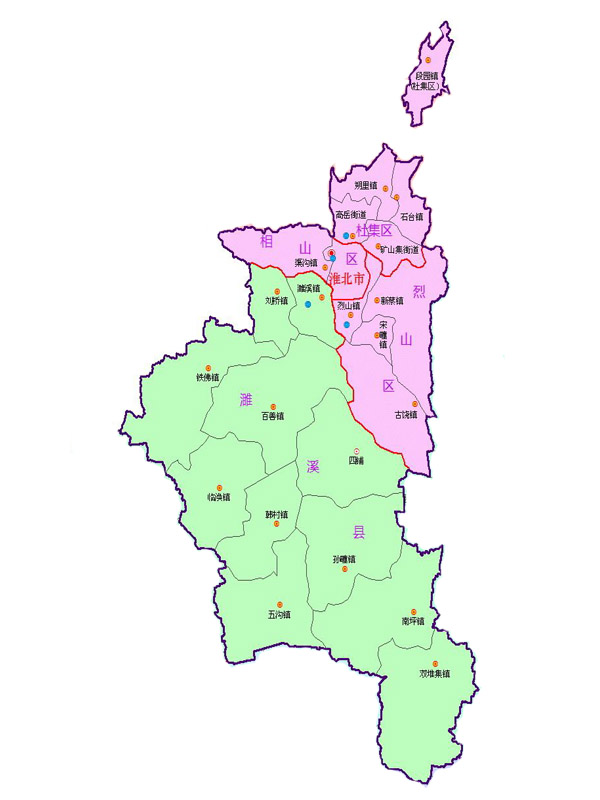 段园镇
(杜集区)
朔里镇
石台镇
高岳街道
杜集区
矿山集街道
相山区
渠沟镇
淮北市
濉溪镇
刘桥镇
烈山镇
新蔡镇
宋疃镇
烈山区
古饶镇
铁佛镇
百善镇
濉溪县
四铺
临涣镇
韩村镇
孙疃镇
五沟镇
南坪镇
双堆集镇